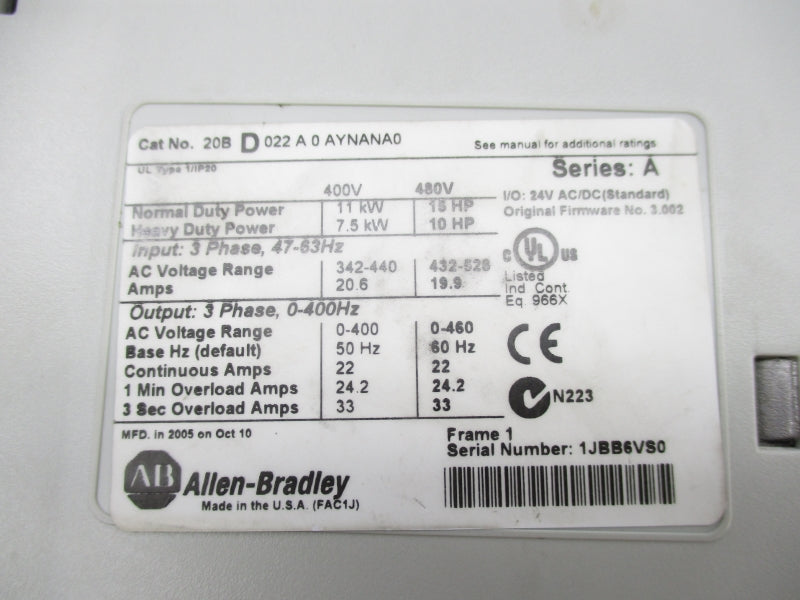 Cat No. 20B D 022 A 0 AYNANA0
See manual for additional ratings
UL Type 1/IP20
Series: A
400V 480V
I/O: 24V AC/DC(Standard)
Normal Duty Power 11 kW 15 HP
Original Firmware No. 3.002
Heavy Duty Power 7.5 kW 10 HP
Input: 3 Phase, 47-63Hz
AC Voltage Range 342-440 432-528
Amps 20.6 19.9
C UL US
Listed
Ind. Cont.
Eq. 966X
Output: 3 Phase, 0-400Hz
AC Voltage Range 0-400 0-460
Base Hz (default) 50 Hz 60 Hz
Continuous Amps 22 22
1 Min Overload Amps 24.2 24.2
3 Sec Overload Amps 33 33
CE
N223
MFD. in 2005 on Oct 10
Frame 1
Serial Number: 1JBB6VS0
AB Allen-Bradley
Made in the U.S.A. (FAC1J)